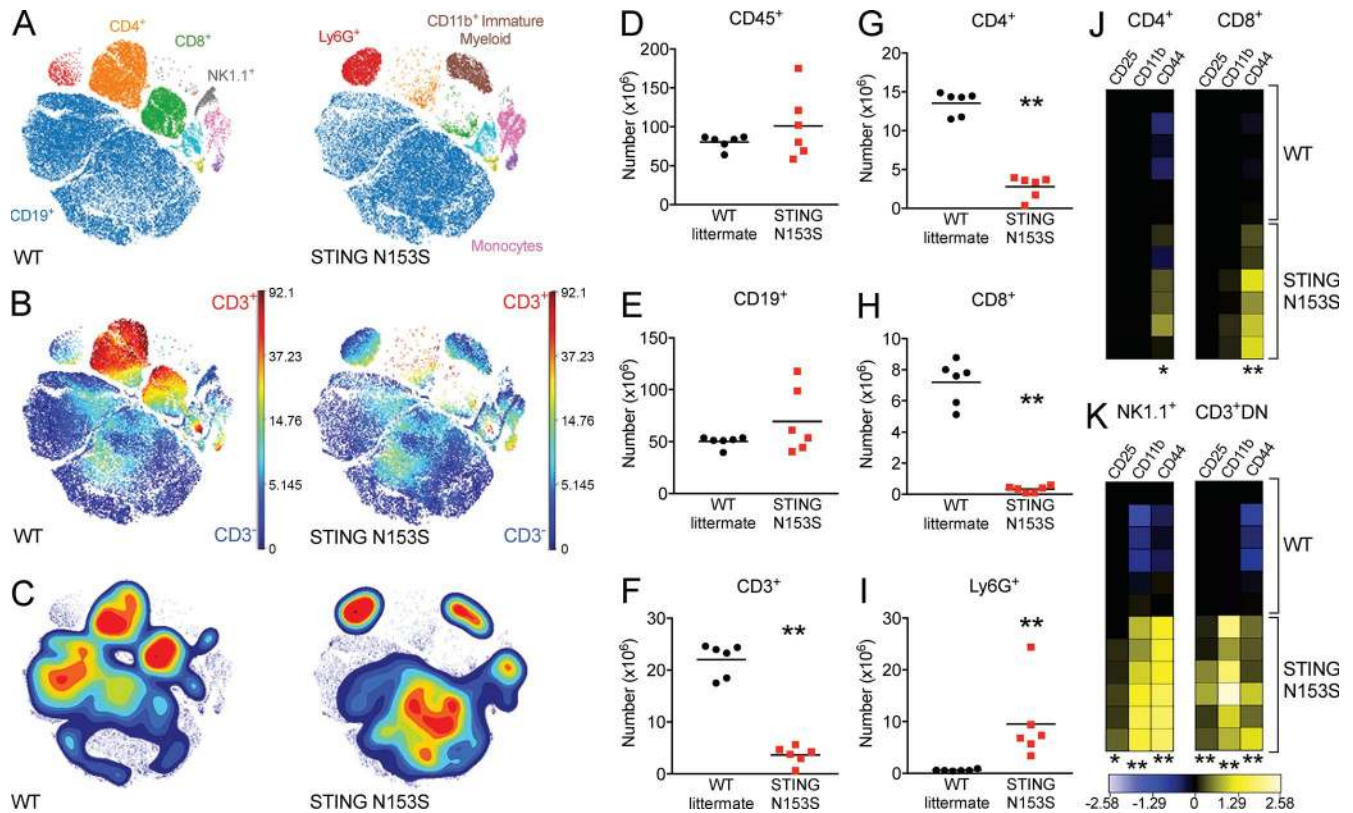 A
CD4+
CD8+
NK1.1+
CD19+
WT
Ly6G+
CD11b+ Immature
Myeloid
Monocytes
STING N153S
B
CD3+
92.1
37.23
14.76
5.145
0
CD3-
WT
CD3+
92.1
37.23
14.76
5.145
0
CD3-
STING N153S
C
WT
STING N153S
D
CD45+
Number (x10^6)
200
150
100
50
0
WT
littermate
STING
N153S
E
CD19+
Number (x10^6)
150
100
50
0
WT
littermate
STING
N153S
F
CD3+
Number (x10^6)
30
20
10
0
**
WT
littermate
STING
N153S
G
CD4+
Number (x10^6)
20
15
10
5
0
**
WT
littermate
STING
N153S
H
CD8+
Number (x10^6)
8
6
4
2
0
**
WT
littermate
STING
N153S
I
Ly6G+
Number (x10^6)
30
20
10
0
**
WT
littermate
STING
N153S
J
CD4+
CD8+
CD25
CD11b
CD44
CD25
CD11b
CD44
WT
STING
N153S
*
**
K
NK1.1+
CD3+DN
CD25
CD11b
CD44
CD25
CD11b
CD44
WT
STING
N153S
*
**
**
**
**
**
-2.58
-1.29
0
1.29
2.58